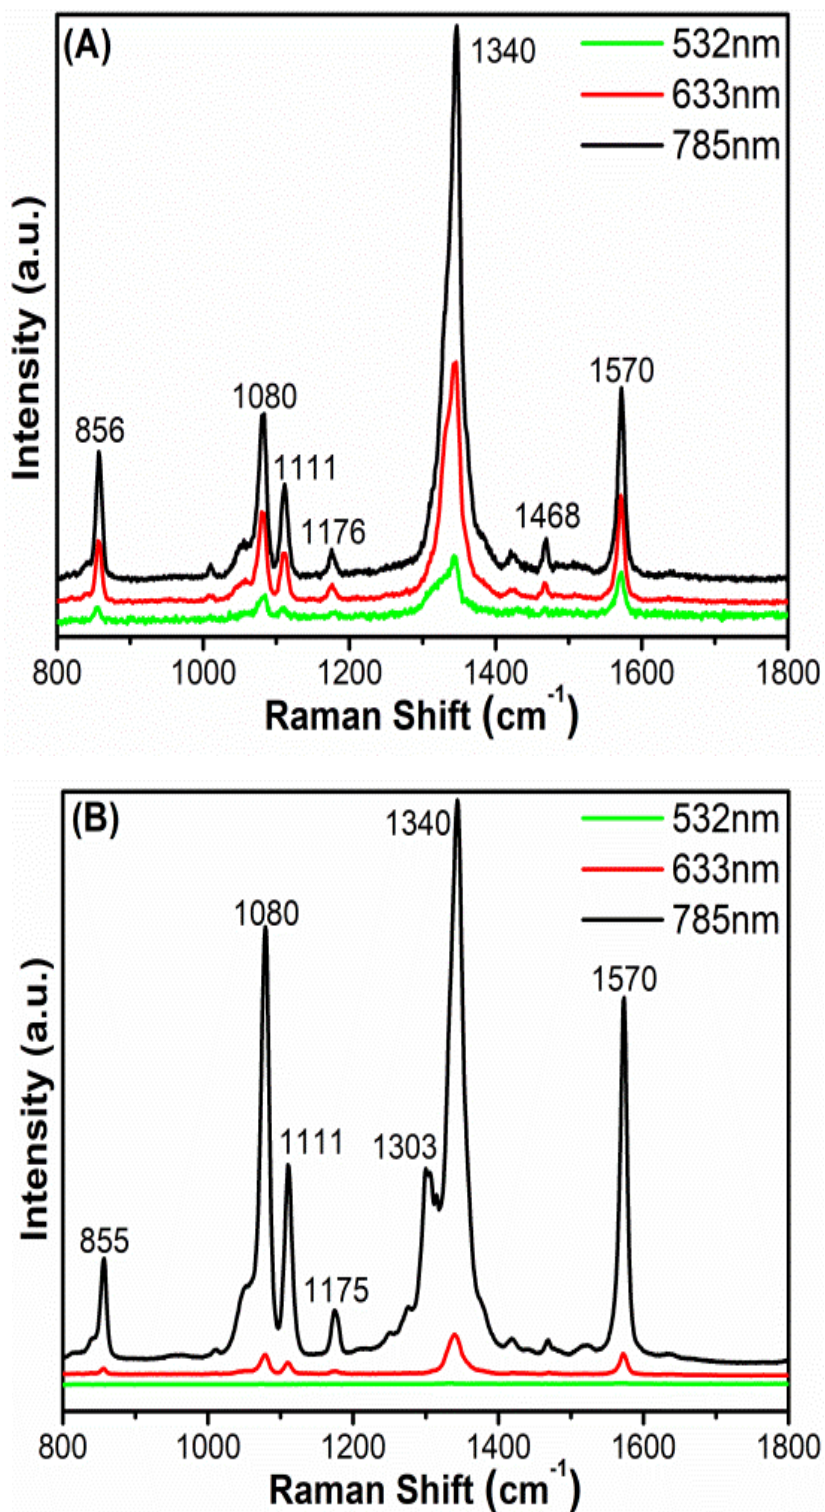 (A)
532nm
633nm
785nm
1340
856
1080
1111
1176
1468
1570
Intensity (a.u.)
800 1000 1200 1400 1600 1800
Raman Shift (cm⁻¹)
(B)
532nm
633nm
785nm
1340
1080
1570
1111
1303
855
1175
Intensity (a.u.)
800 1000 1200 1400 1600 1800
Raman Shift (cm⁻¹)